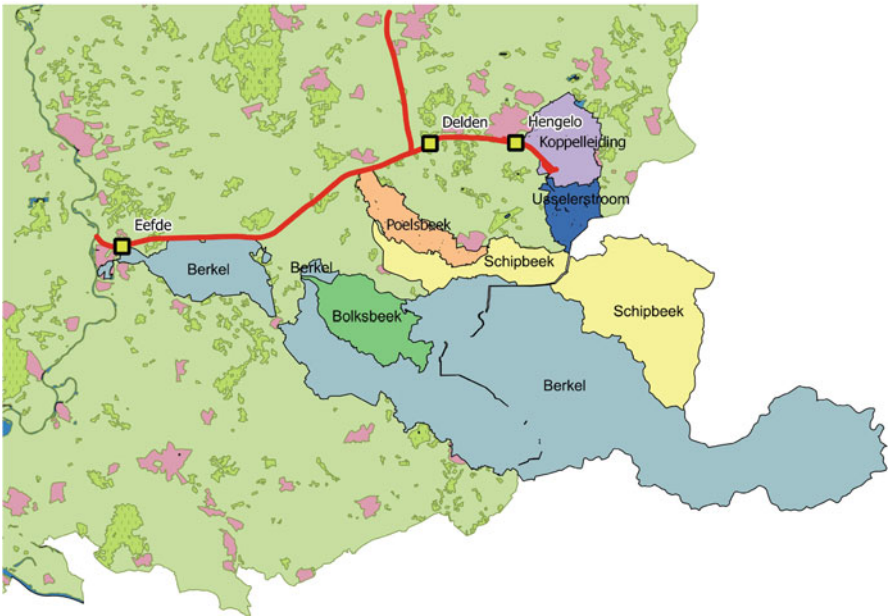 Delden
Hengelo
Koppelleiding
Usselerstroom
Eefde
Poelsbeek
Berkel
Berkel
Schipbeek
Bolksbeek
Schipbeek
Berkel